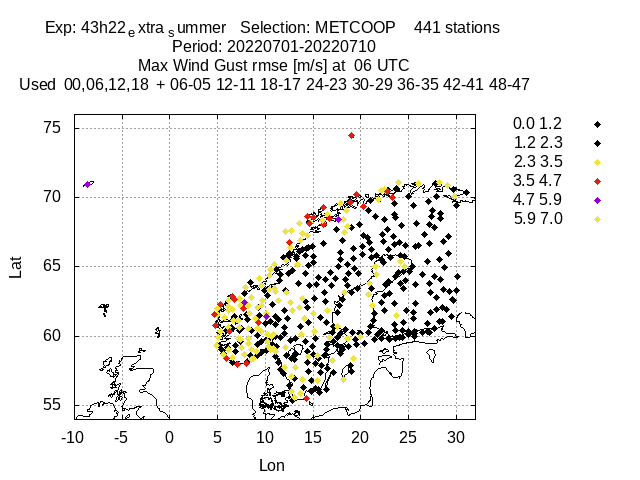 Exp: 43h22extrasummer   Selection: METCOOP    441 stations
Period: 20220701-20220710
Max Wind Gust rmse [m/s] at  06 UTC
Used  00,06,12,18  + 06-05 12-11 18-17 24-23 30-29 36-35 42-41 48-47
75
70
65
60
55
Lat
-10 -5 0 5 10 15 20 25 30
Lon
0.0 1.2
1.2 2.3
2.3 3.5
3.5 4.7
4.7 5.9
5.9 7.0